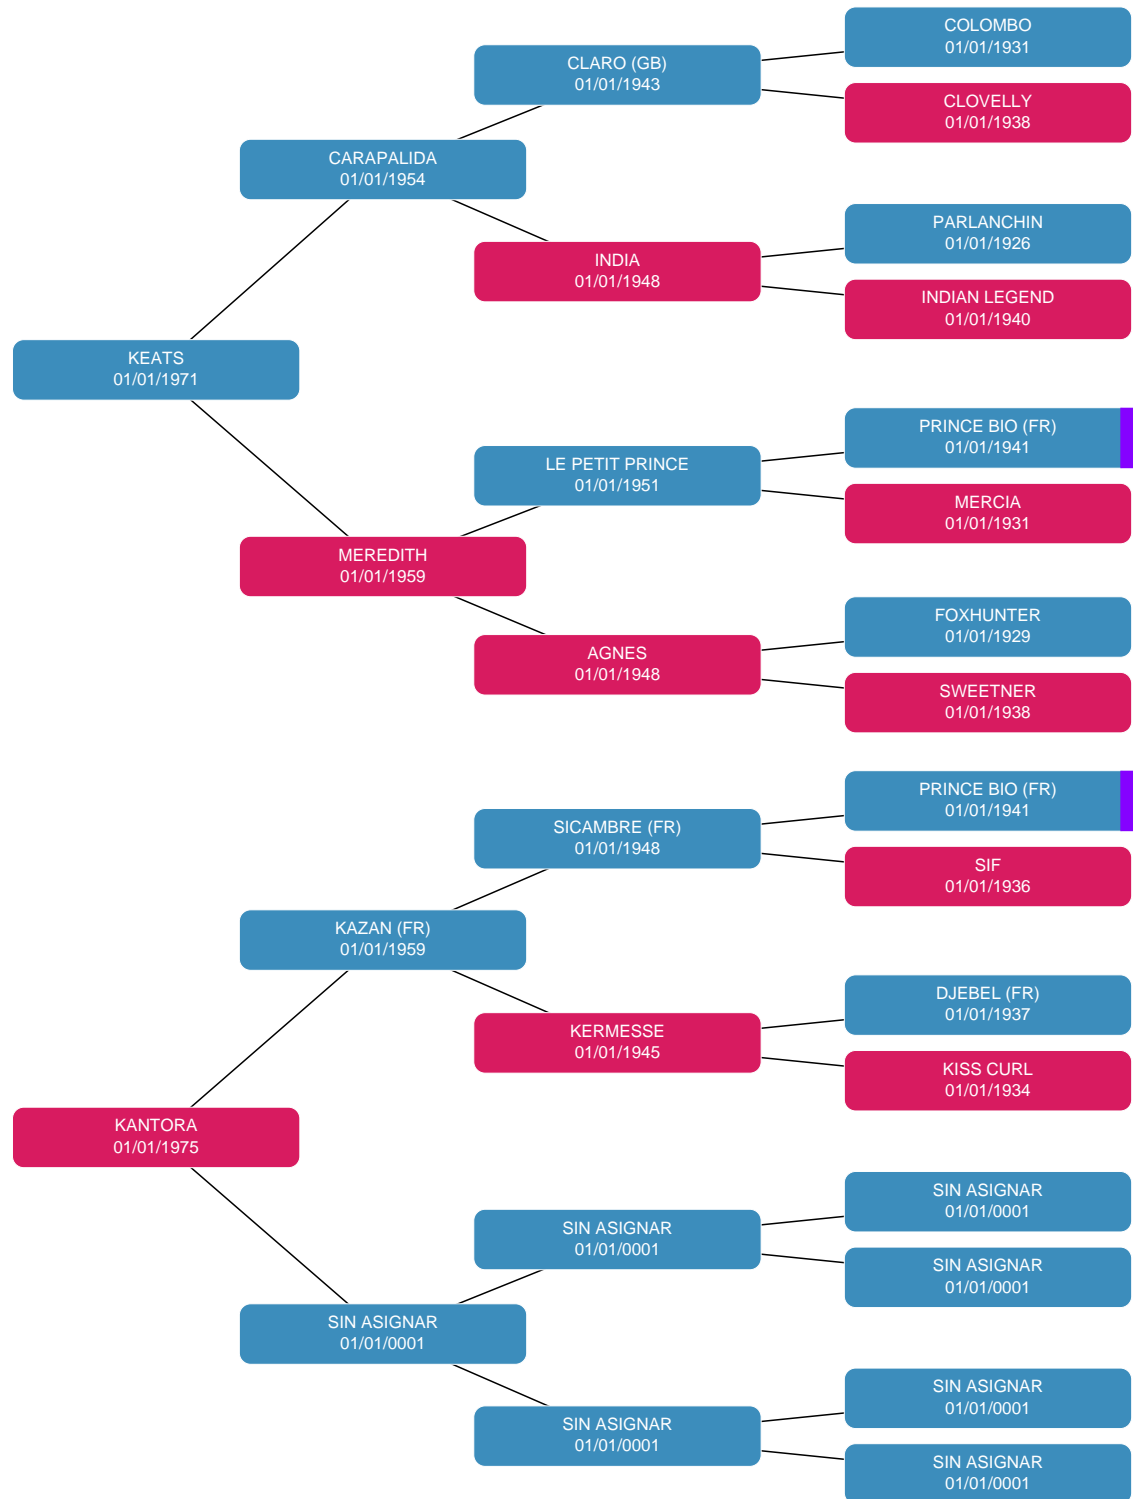 COLOMBO
01/01/1931
CLARO (GB)
01/01/1943
CLOVELLY
01/01/1938
CARAPALIDA
01/01/1954
PARLANCHIN
01/01/1926
INDIA
01/01/1948
INDIAN LEGEND
01/01/1940
KEATS
01/01/1971
PRINCE BIO (FR)
01/01/1941
LE PETIT PRINCE
01/01/1951
MERCIA
01/01/1931
MEREDITH
01/01/1959
FOXHUNTER
01/01/1929
AGNES
01/01/1948
SWEETNER
01/01/1938
PRINCE BIO (FR)
01/01/1941
SICAMBRE (FR)
01/01/1948
SIF
01/01/1936
KAZAN (FR)
01/01/1959
DJEBEL (FR)
01/01/1937
KERMESSE
01/01/1945
KISS CURL
01/01/1934
KANTORA
01/01/1975
SIN ASIGNAR
01/01/0001
SIN ASIGNAR
01/01/0001
SIN ASIGNAR
01/01/0001
SIN ASIGNAR
01/01/0001
SIN ASIGNAR
01/01/0001
SIN ASIGNAR
01/01/0001
SIN ASIGNAR
01/01/0001